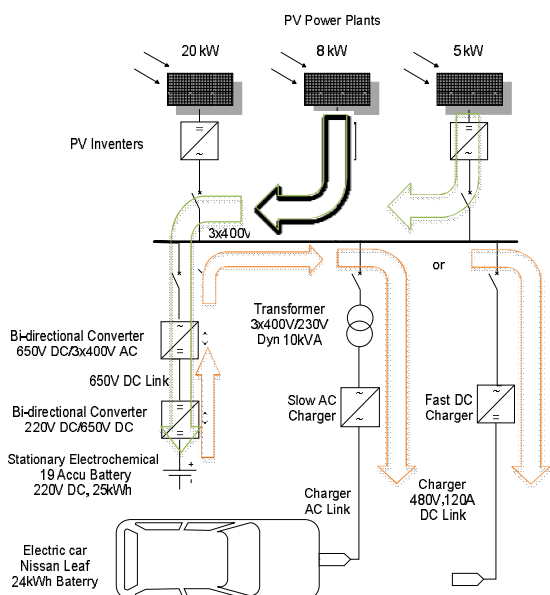 PV Power Plants
20 kW
8 kW
5 kW
PV Inventers
3x400V
or
Transformer
3x400V/230V
Dyn 10kVA
Bi-directional Converter
650V DC/3x400V AC
650V DC Link
Slow AC
Charger
Fast DC
Charger
Bi-directional Converter
220V DC/650V DC
Stationary Electrochemical
19 Accu Battery
220V DC, 25kWh
Charger
480V,120A
DC Link
Charger
AC Link
Electric car
Nissan Leaf
24kWh Baterry